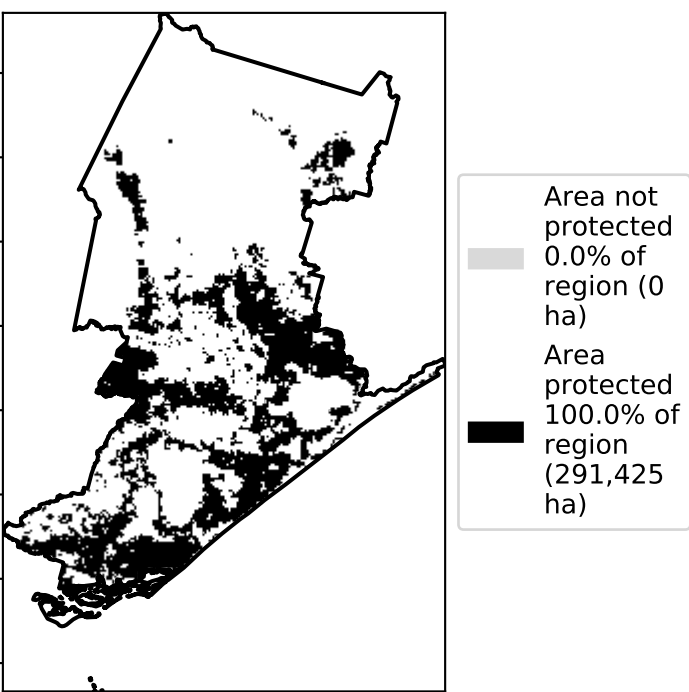 Area not
protected
0.0% of
region (0
ha)
Area
protected
100.0% of
region
(291,425
ha)